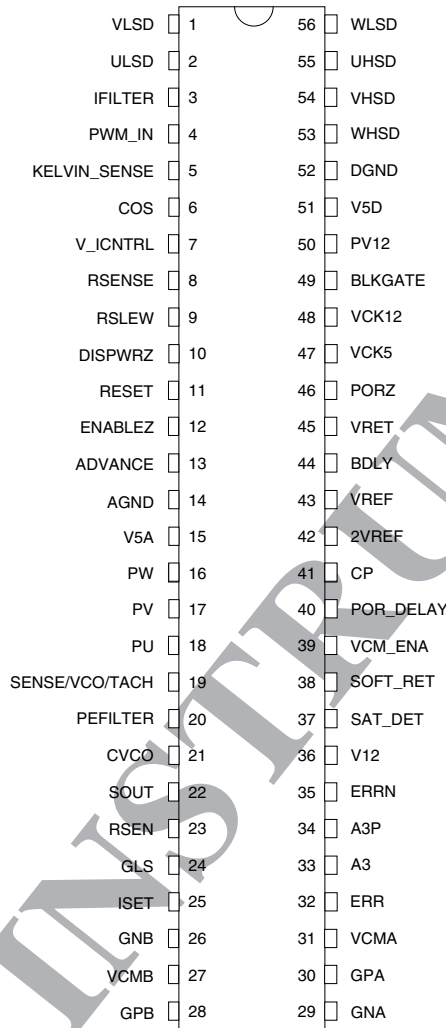 VLSD 1 56 WLSD
ULSD 2 55 UHSD
IFILTER 3 54 VHSD
PWM_IN 4 53 WHSD
KELVIN_SENSE 5 52 DGND
COS 6 51 V5D
V_ICNTRL 7 50 PV12
RSENSE 8 49 BLKGATE
RSLEW 9 48 VCK12
DISPWRZ 10 47 VCK5
RESET 11 46 PORZ
ENABLEZ 12 45 VRET
ADVANCE 13 44 BDLY
AGND 14 43 VREF
V5A 15 42 2VREF
PW 16 41 CP
PV 17 40 POR_DELAY
PU 18 39 VCM_ENA
SENSE/VCO/TACH 19 38 SOFT_RET
PEFILTER 20 37 SAT_DET
CVCO 21 36 V12
SOUT 22 35 ERRN
RSEN 23 34 A3P
GLS 24 33 A3
ISET 25 32 ERR
GNB 26 31 VCMA
VCMB 27 30 GPA
GPB 28 29 GNA
INSTRUM